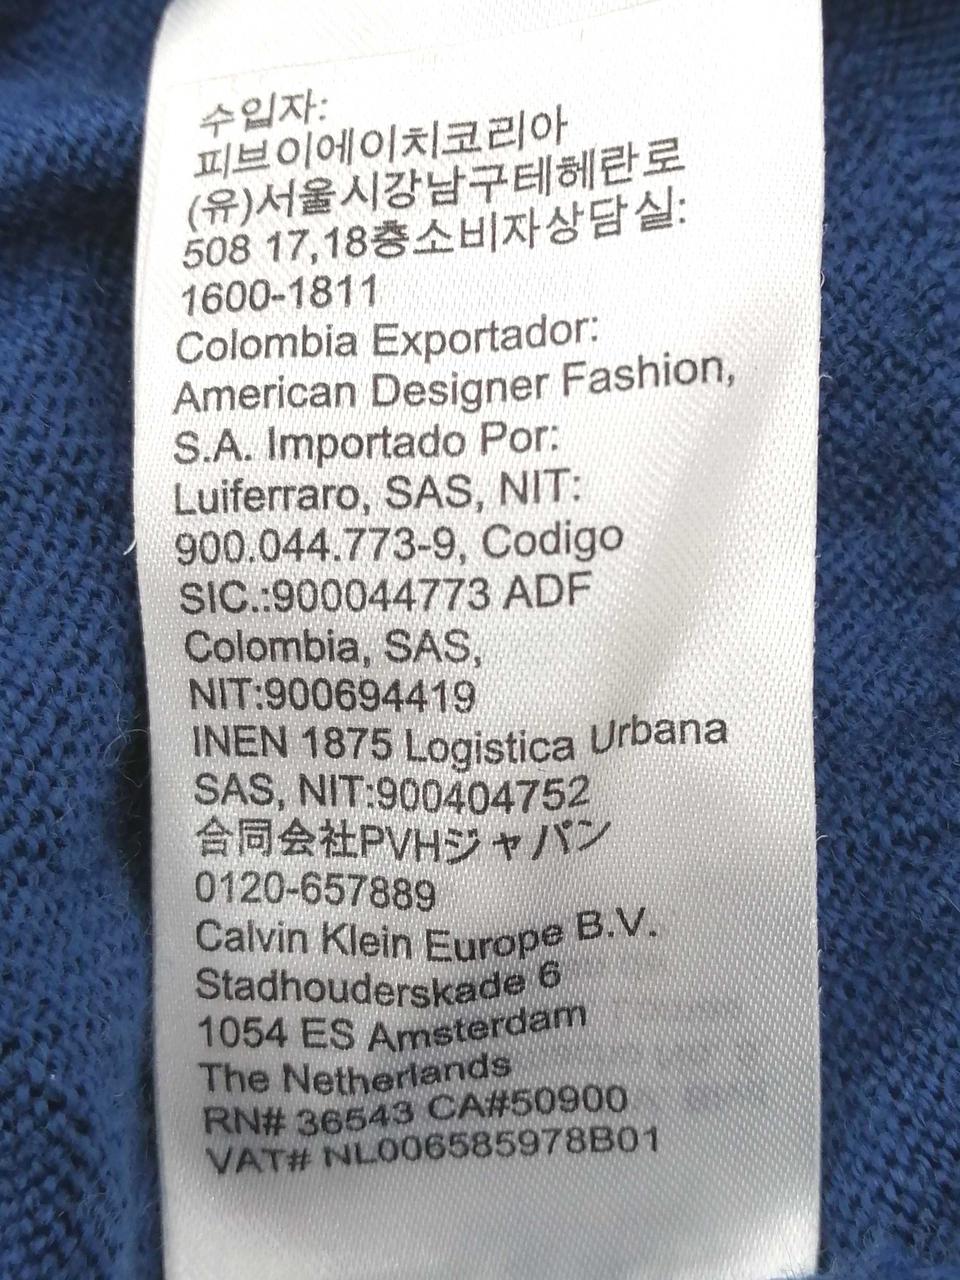 수입자:
피브이에이치코리아
(유)서울시강남구테헤란로
508 17,18층소비자상담실:
1600-1811
Colombia Exportador:
American Designer Fashion,
S.A. Importado Por:
Luiferraro, SAS, NIT:
900.044.773-9, Codigo
SIC.:900044773 ADF
Colombia, SAS,
NIT:900694419
INEN 1875 Logistica Urbana
SAS, NIT:900404752
合同会社PVHジャパン
0120-657889
Calvin Klein Europe B.V.
Stadhouderskade 6
1054 ES Amsterdam
The Netherlands
RN# 36543 CA#50900
VAT# NL006585978B01